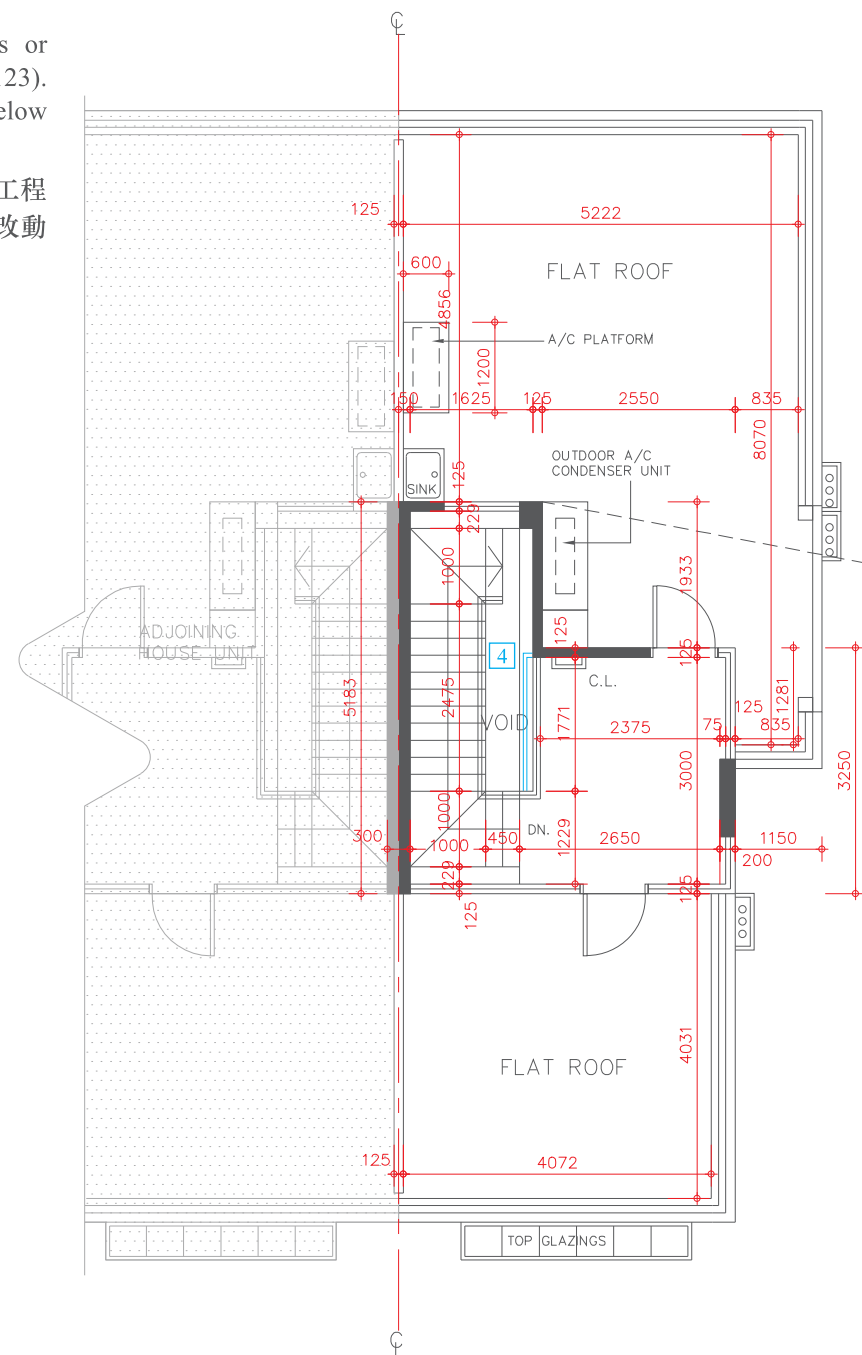 ℄
s or
23).
elow
工程
改動
125
5222
600
FLAT ROOF
4856
A/C PLATFORM
1200
150
1625
125
2550
835
8070
OUTDOOR A/C
CONDENSER UNIT
125
SINK
229
1000
1933
ADJOINING
HOUSE UNIT
125
125
4
C.L.
5183
2475
VOID
1771
2375
75
125
835
1281
3000
3250
300
1000
1000
450
DN.
1229
2650
1150
200
229
125
125
FLAT ROOF
4031
125
4072
TOP GLAZINGS
℄